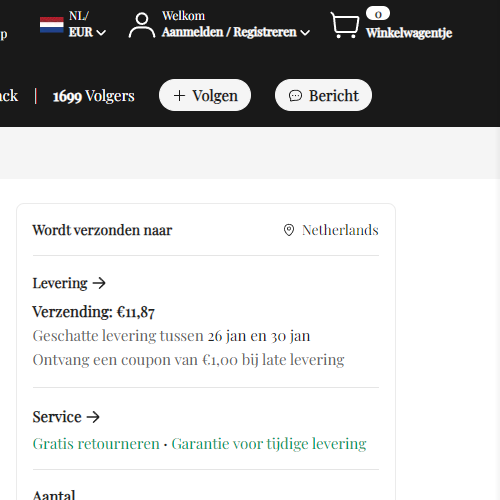 NL/
EUR
Welkom
Aanmelden / Registreren
0
Winkelwagentje
p
1699 Volgers
Volgen
Bericht
Wordt verzonden naar
Netherlands
Levering
Verzending: €11,87
Geschatte levering tussen 26 jan en 30 jan
Ontvang een coupon van €1,00 bij late levering
Service
Gratis retourneren · Garantie voor tijdige levering
Aantal